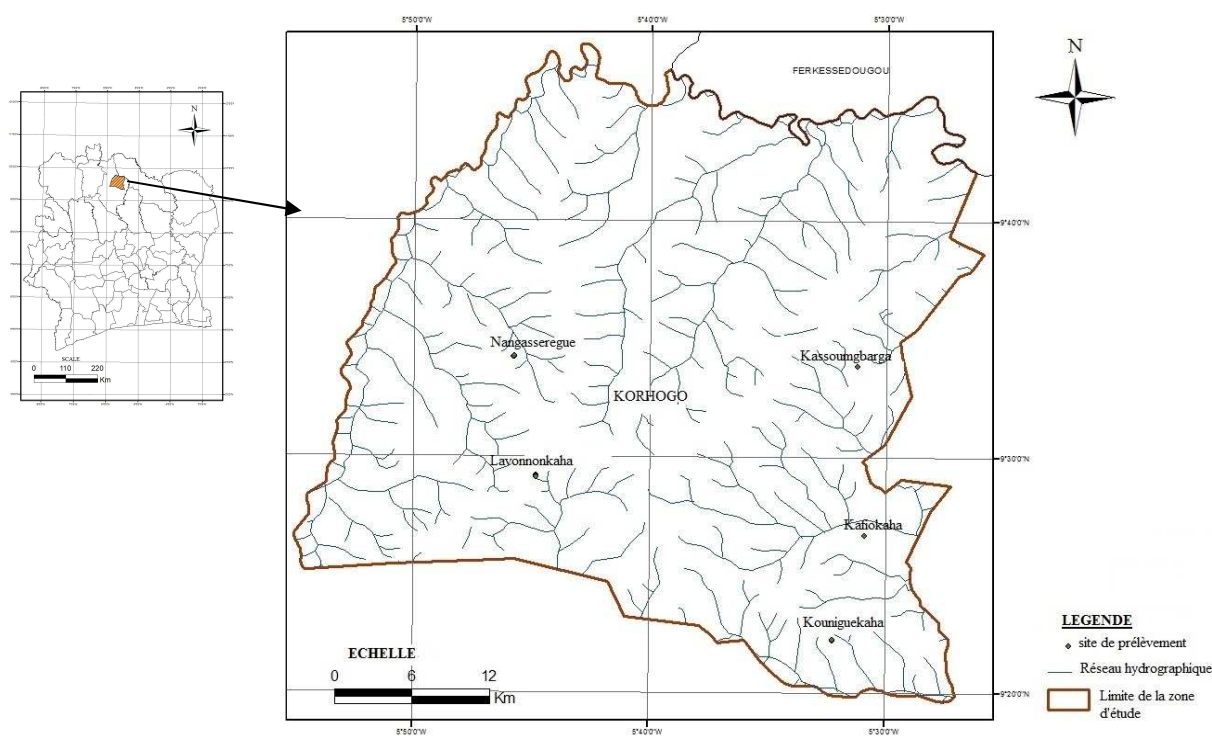 5°50'0"W
5°40'0"W
5°30'0"W
FERKESSEDOUGOU
N
N
9°40'0"N
Nangasseregue
Kassoumgbarga
KORHOGO
SCALE
0 110 220
Km
Layonnonkaha
9°30'0"N
Kafiokaha
Kouniguekaha
LEGENDE
site de prélèvement
Réseau hydrographique
Limite de la zone
d'étude
ECHELLE
0 6 12
Km
9°20'0"N
5°50'0"W
5°40'0"W
5°30'0"W